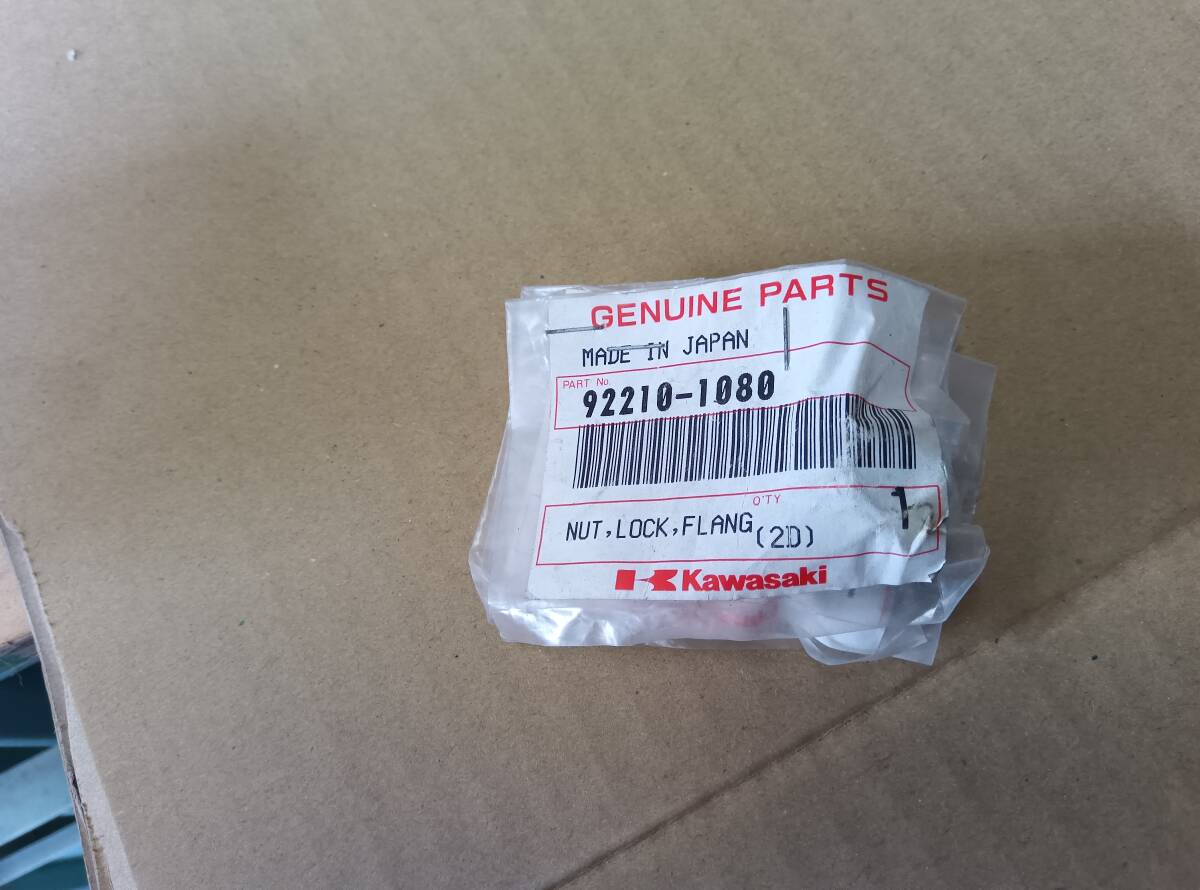 GENUINE PARTS
MADE IN JAPAN
PART No.
92210-1080
Q'TY
1
NUT,LOCK,FLANG
(2D)
Kawasaki